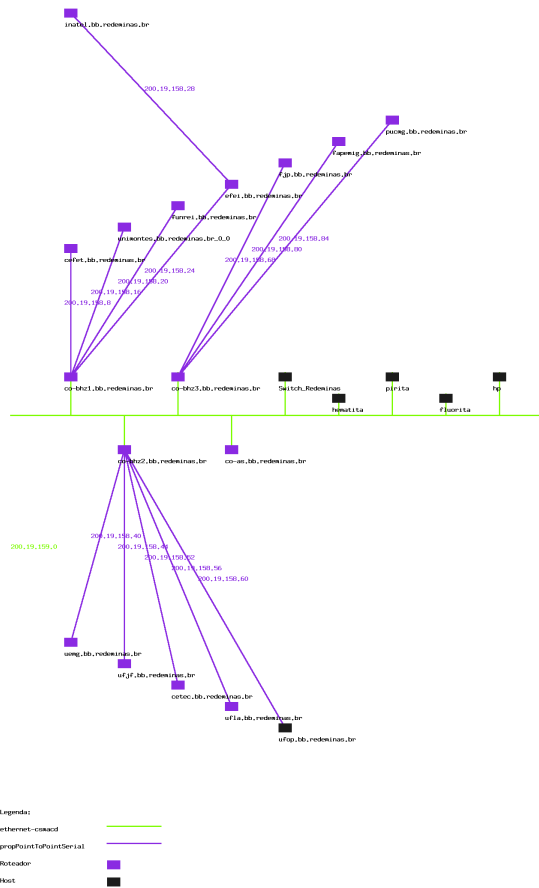 inatel.bb.redeminas.br
200.19.158.28
pucmg.bb.redeminas.br
fapemig.bb.redeminas.br
fjp.bb.redeminas.br
efei.bb.redeminas.br
funrei.bb.redeminas.br
unimontes.bb.redeminas.br_0_0
200.19.158.84
200.19.158.80
cefet.bb.redeminas.br
200.19.158.68
200.19.158.24
200.19.158.20
200.19.158.16
200.19.158.8
co-bhz1.bb.redeminas.br
co-bhz3.bb.redeminas.br
Switch_Redeminas
pirita
hp
hematita
fluorita
co-bhz2.bb.redeminas.br
co-as.bb.redeminas.br
200.19.158.40
200.19.159.0
200.19.158.44
200.19.158.52
200.19.158.56
200.19.158.60
uemg.bb.redeminas.br
ufjf.bb.redeminas.br
cetec.bb.redeminas.br
ufla.bb.redeminas.br
ufop.bb.redeminas.br
Legenda:
ethernet-csmacd
propPointToPointSerial
Roteador
Host